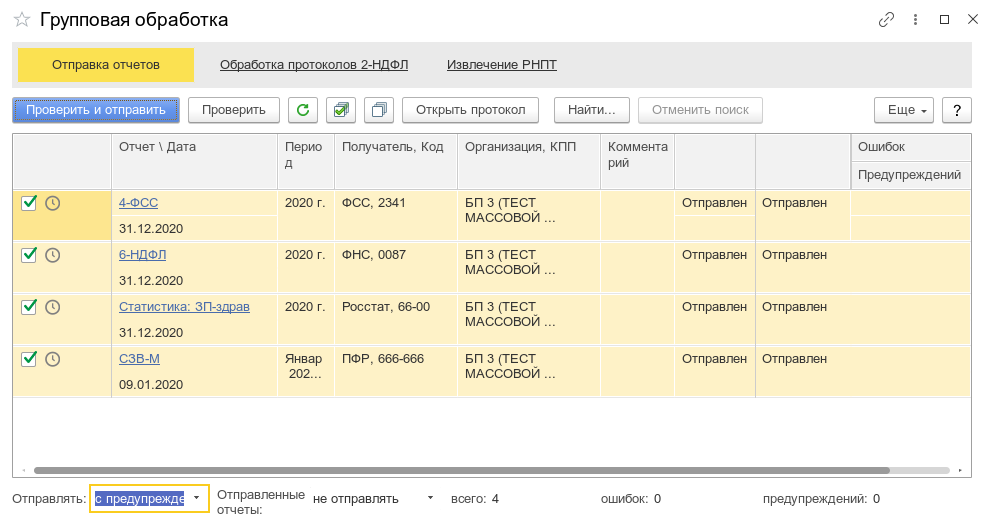 Групповая обработка
Отправка отчетов Обработка протоколов 2-НДФЛ Извлечение РНПТ
Проверить и отправить Проверить Открыть протокол Найти... Отменить поиск Еще ?
Отчет \ Дата Перио Получатель, Код Организация, КПП Коммента Ошибок
д рий Предупреждений
4-ФСС 2020 г. ФСС, 2341 БП 3 (ТЕСТ Отправлен Отправлен
МАССОВОЙ ...
31.12.2020
6-НДФЛ 2020 г. ФНС, 0087 БП 3 (ТЕСТ Отправлен Отправлен
МАССОВОЙ ...
31.12.2020
Статистика: ЗП-здрав 2020 г. Росстат, 66-00 БП 3 (ТЕСТ Отправлен Отправлен
МАССОВОЙ ...
31.12.2020
СЗВ-М Январ ПФР, 666-666 БП 3 (ТЕСТ Отправлен Отправлен
202... МАССОВОЙ ...
09.01.2020
Отправлять: с предупрежде Отправленные не отправлять всего: 4 ошибок: 0 предупреждений: 0
отчеты: